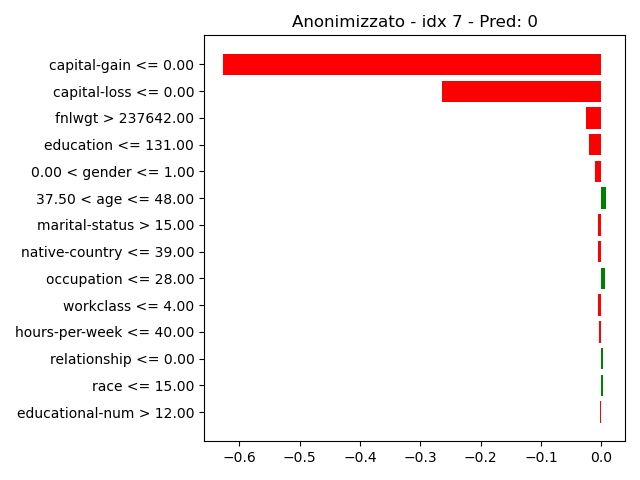 Anonimizzato - idx 7 - Pred: 0
capital-gain <= 0.00
capital-loss <= 0.00
fnlwgt > 237642.00
education <= 131.00
0.00 < gender <= 1.00
37.50 < age <= 48.00
marital-status > 15.00
native-country <= 39.00
occupation <= 28.00
workclass <= 4.00
hours-per-week <= 40.00
relationship <= 0.00
race <= 15.00
educational-num > 12.00
−0.6 −0.5 −0.4 −0.3 −0.2 −0.1 0.0